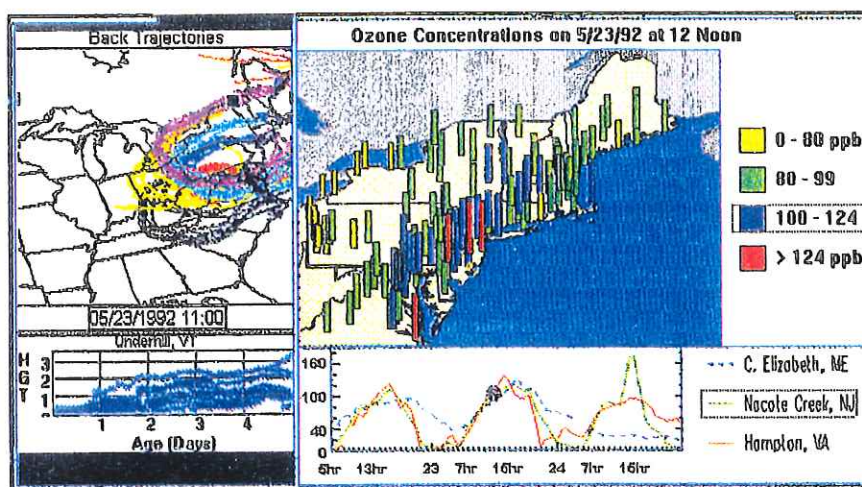 Back Trajectories
05/23/1992 11:00
Underhill, VT
H G T
3
2
1
1 2 3 4
Age (Days)
Ozone Concentrations on 5/23/92 at 12 Noon
0 - 80 ppb
80 - 99
100 - 124
> 124 ppb
160
120
80
40
0
5hr 13hr 23 7hr 16hr 24 7hr 16hr
C. Elizabeth, ME
Nacote Creek, NJ
Hampton, VA